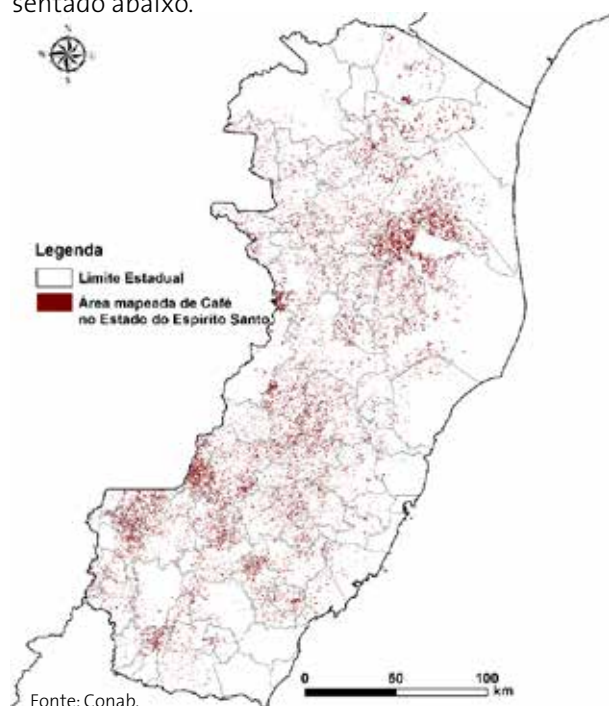 sentado abaixo.
N
Legenda
Limite Estadual
Área mapeada de Café
no Estado do Espírito Santo
0 50 100
km
Fonte: Conab.